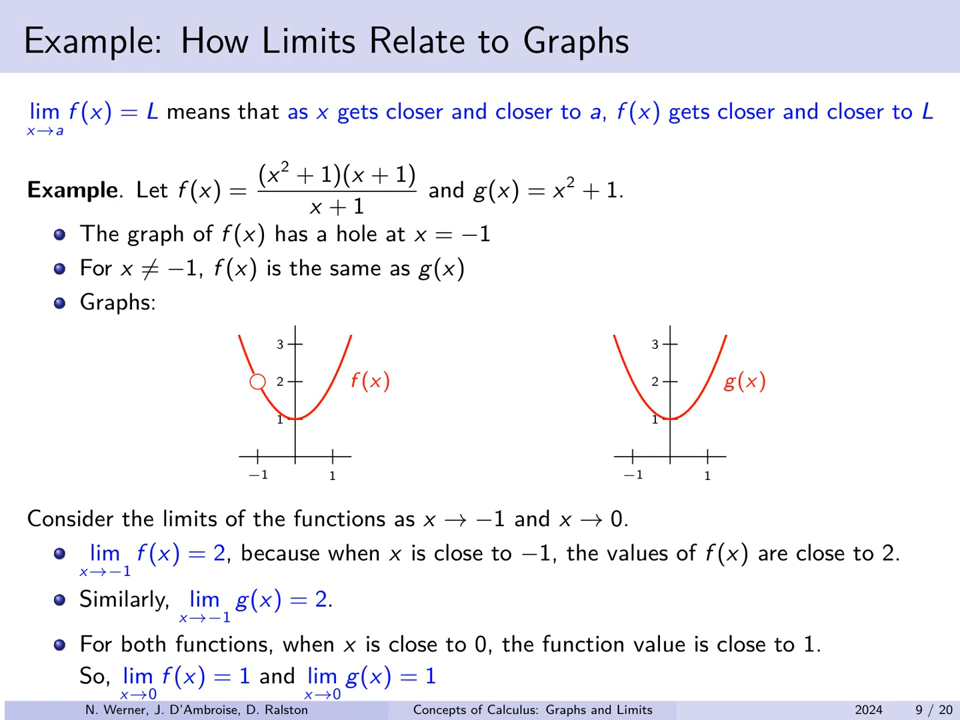 Example: How Limits Relate to Graphs
lim f(x) = L means that as x gets closer and closer to a, f(x) gets closer and closer to L
x→a
Example. Let f(x) = (x² + 1)(x + 1) / x + 1 and g(x) = x² + 1.
The graph of f(x) has a hole at x = −1
For x ≠ −1, f(x) is the same as g(x)
Graphs:
3
2
1
−1
1
f(x)
3
2
1
−1
1
g(x)
Consider the limits of the functions as x → −1 and x → 0.
lim f(x) = 2, because when x is close to −1, the values of f(x) are close to 2.
x→−1
Similarly, lim g(x) = 2.
x→−1
For both functions, when x is close to 0, the function value is close to 1.
So, lim f(x) = 1 and lim g(x) = 1
x→0 x→0
N. Werner, J. D'Ambroise, D. Ralston Concepts of Calculus: Graphs and Limits 2024 9 / 20